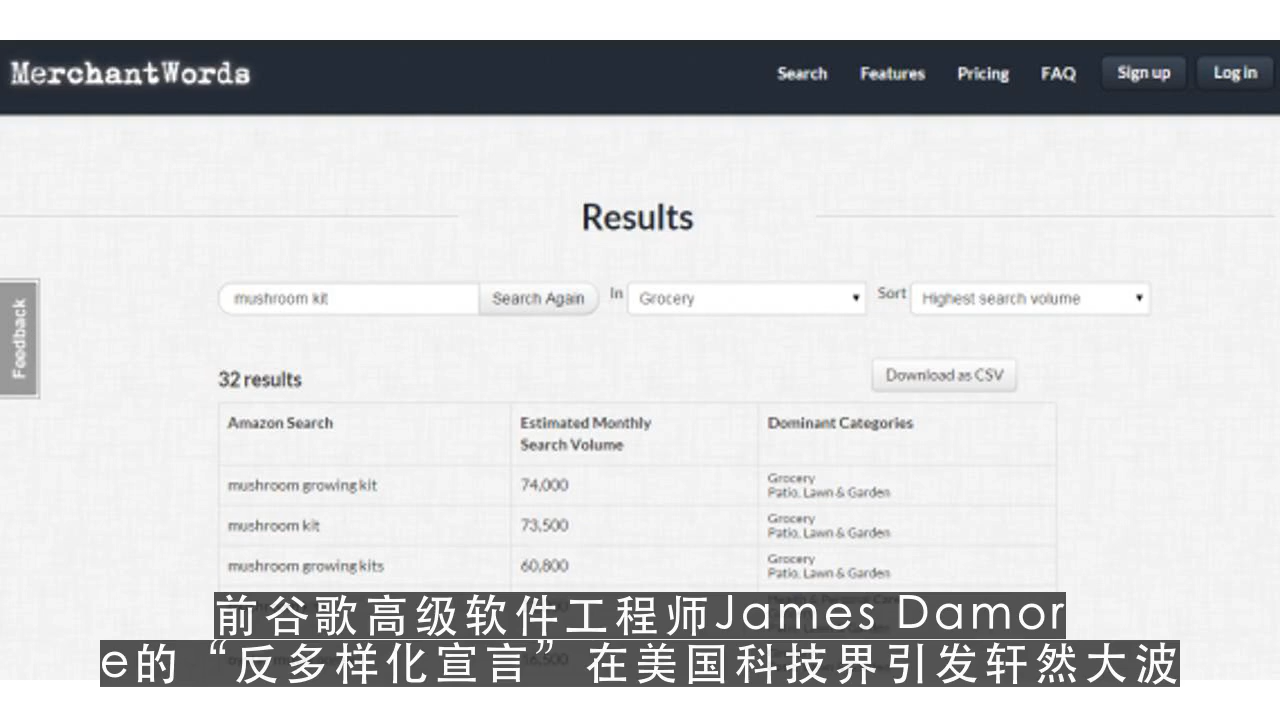 MerchantWords
Search Features Pricing FAQ Sign up Log in
Results
Feedback
mushroom kit Search Again In Grocery Sort Highest search volume
32 results Download as CSV
Amazon Search Estimated Monthly Search Volume Dominant Categories
mushroom growing kit 74,000 Grocery Patio, Lawn & Garden
mushroom kit 73,500 Grocery Patio, Lawn & Garden
mushroom growing kits 60,800 Grocery Patio, Lawn & Garden
前谷歌高级软件工程师James Damor
e的“反多样化宣言”在美国科技界引发轩然大波